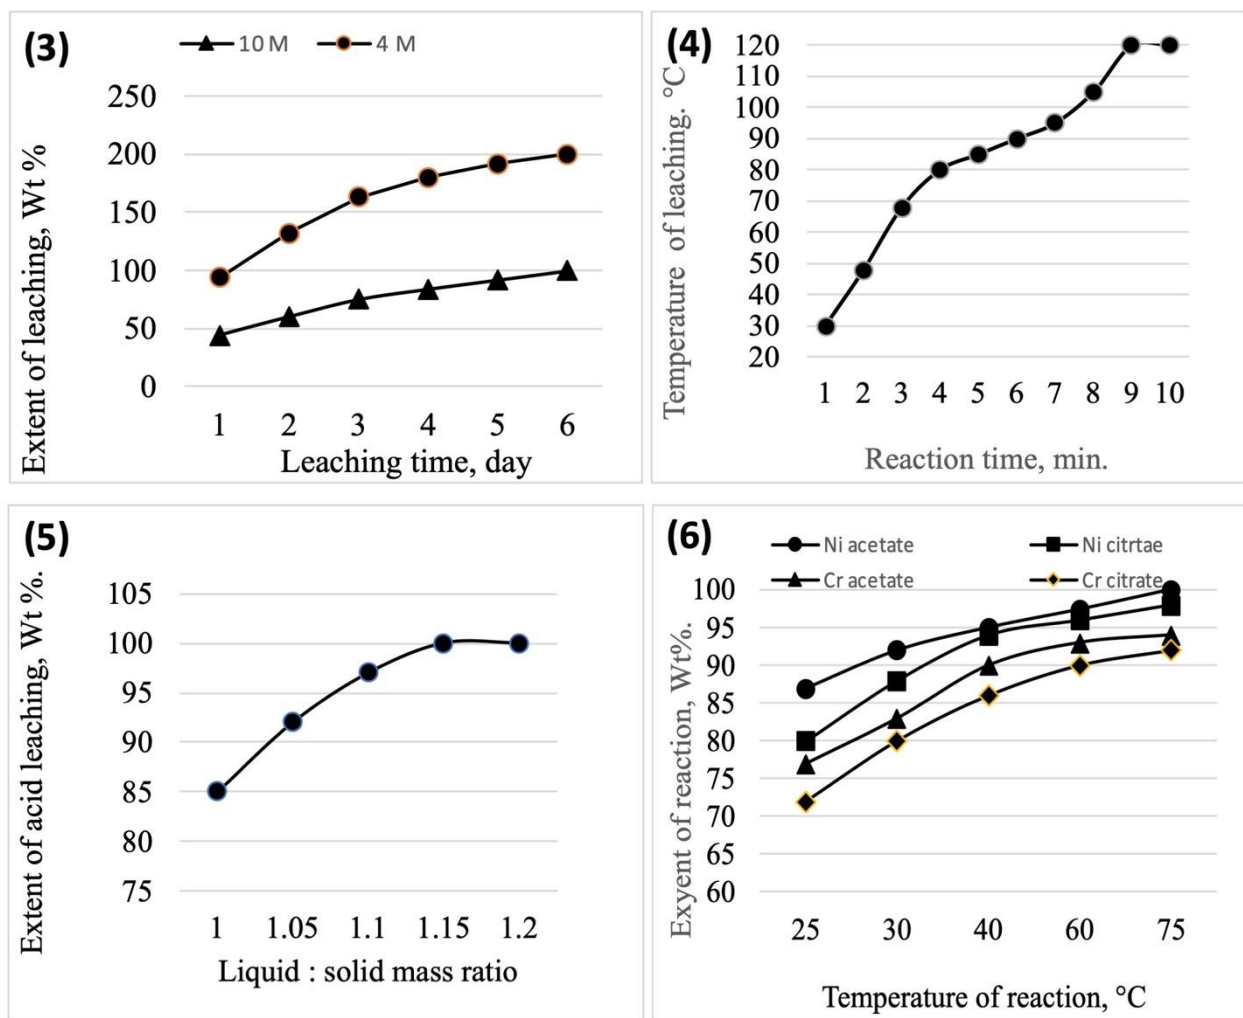 (3)
10 M
4 M
Extent of leaching, Wt %
250
200
150
100
50
0
1 2 3 4 5 6
Leaching time, day
(4)
Temperature of leaching. °C
120
110
100
90
80
70
60
50
40
30
20
1 2 3 4 5 6 7 8 9 10
Reaction time, min.
(5)
Extent of acid leaching, Wt %.
105
100
95
90
85
80
75
1 1.05 1.1 1.15 1.2
Liquid : solid mass ratio
(6)
Ni acetate
Ni citrtae
Cr acetate
Cr citrate
Exyent of reaction, Wt%.
100
95
90
85
80
75
70
65
60
25 30 40 60 75
Temperature of reaction, °C